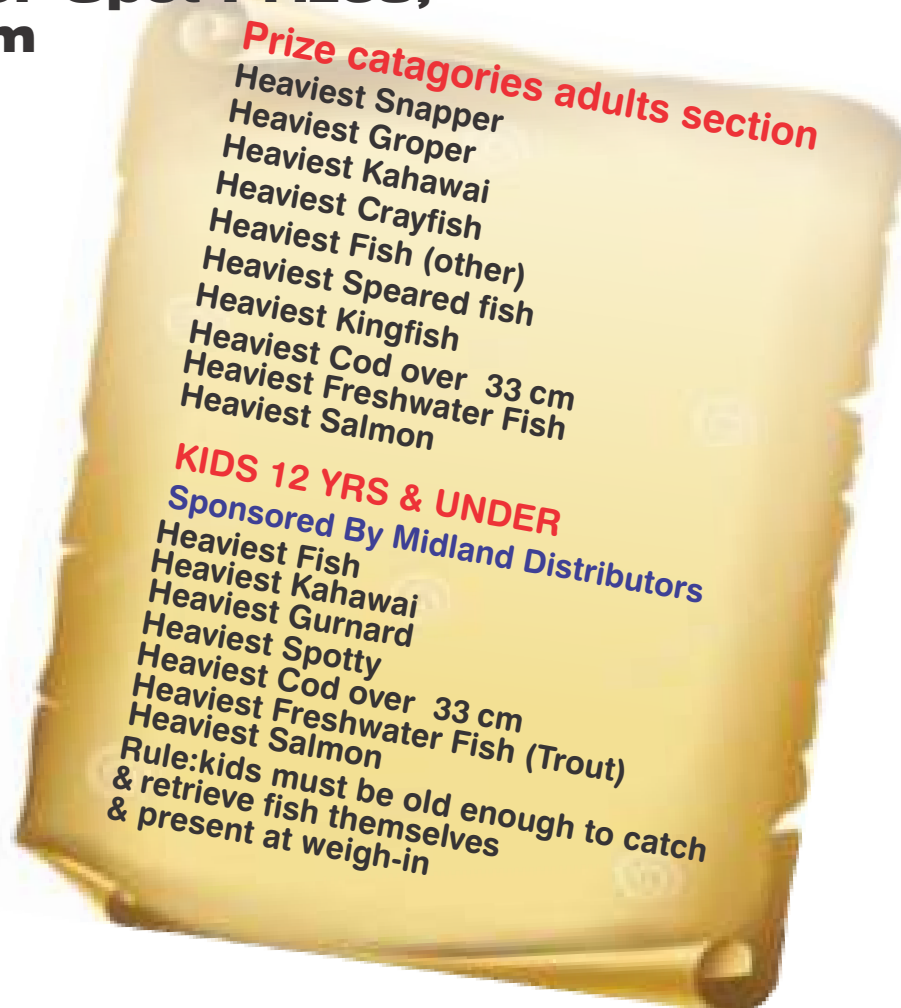 Spot Prizes,
m
Prize catagories adults section
Heaviest Snapper
Heaviest Groper
Heaviest Kahawai
Heaviest Crayfish
Heaviest Fish (other)
Heaviest Speared fish
Heaviest Kingfish
Heaviest Cod over  33 cm
Heaviest Freshwater Fish
Heaviest Salmon
KIDS 12 YRS & UNDER
Sponsored By Midland Distributors
Heaviest Fish
Heaviest Kahawai
Heaviest Gurnard
Heaviest Spotty
Heaviest Cod over  33 cm
Heaviest Freshwater Fish (Trout)
Heaviest Salmon
Rule:kids must be old enough to catch
& retrieve fish themselves
& present at weigh-in